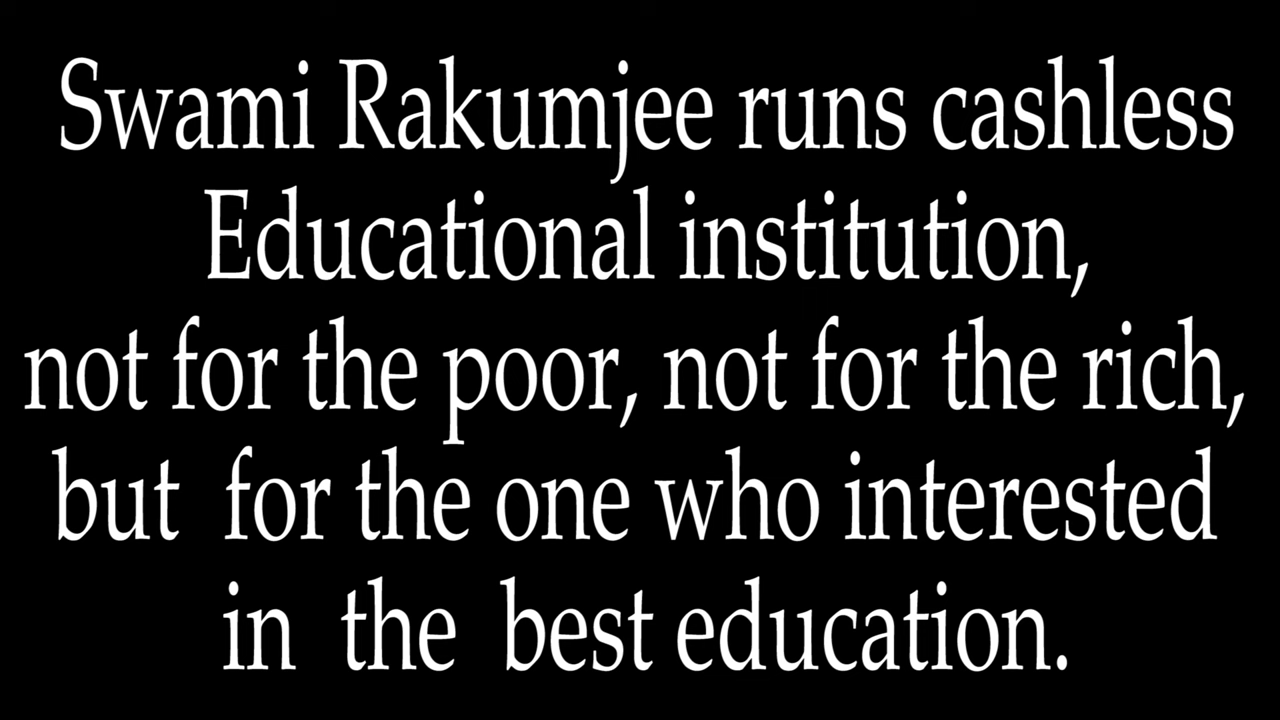 Swami Rakumjee runs cashless
Educational institution,
not for the poor, not for the rich,
but for the one who interested
in the best education.